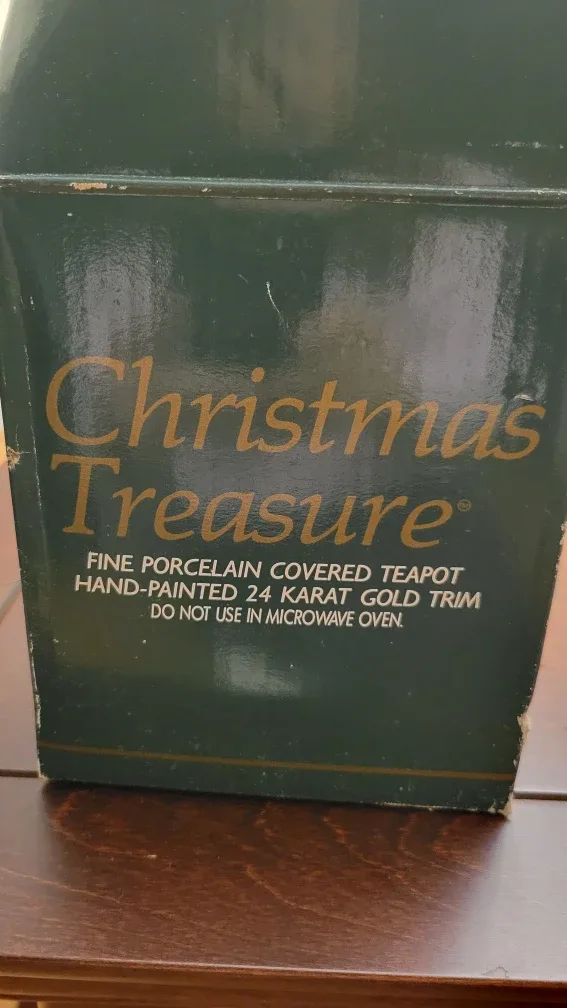 Christmas
Treasure
FINE PORCELAIN COVERED TEAPOT
HAND-PAINTED 24 KARAT GOLD TRIM
DO NOT USE IN MICROWAVE OVEN.